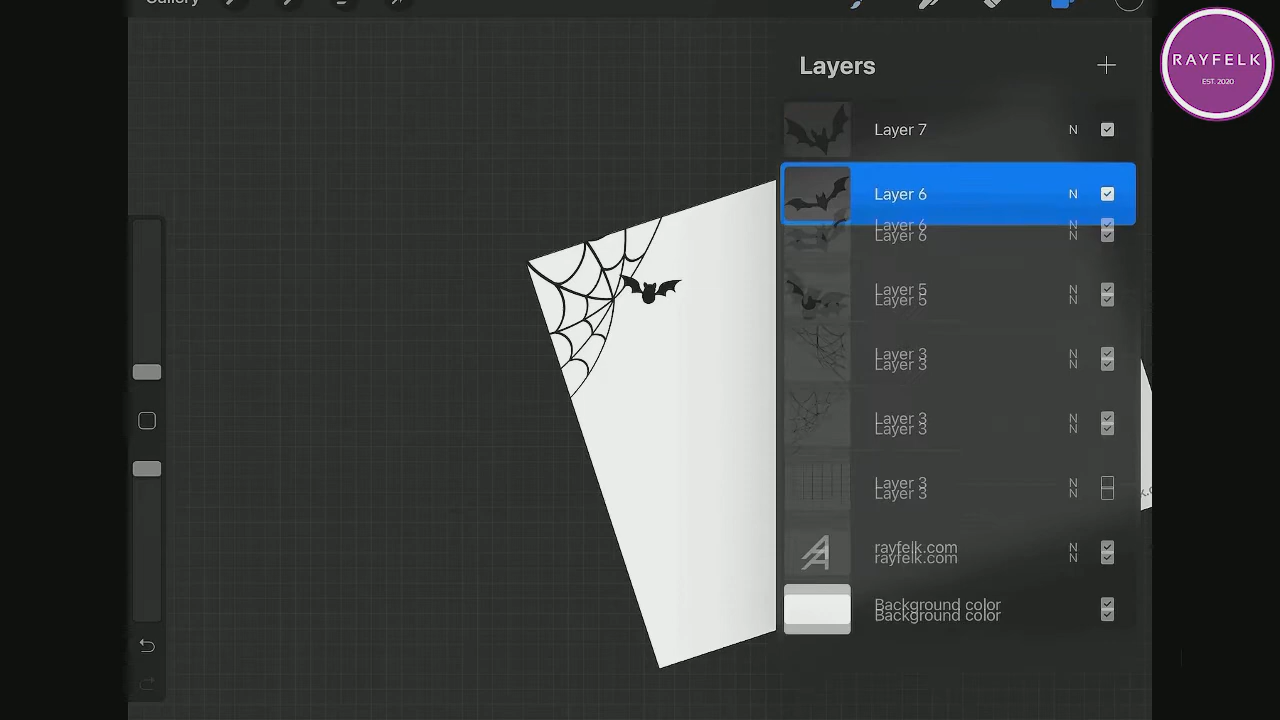 Gallery
RAYFELK
EST. 2020
Layers
Layer 7 N
Layer 6 N
Layer 6 N
Layer 6 N
Layer 5 N
Layer 5 N
Layer 3 N
Layer 3 N
Layer 3 N
Layer 3 N
Layer 3 N
Layer 3 N
rayfelk.com N
rayfelk.com N
Background color
Background color